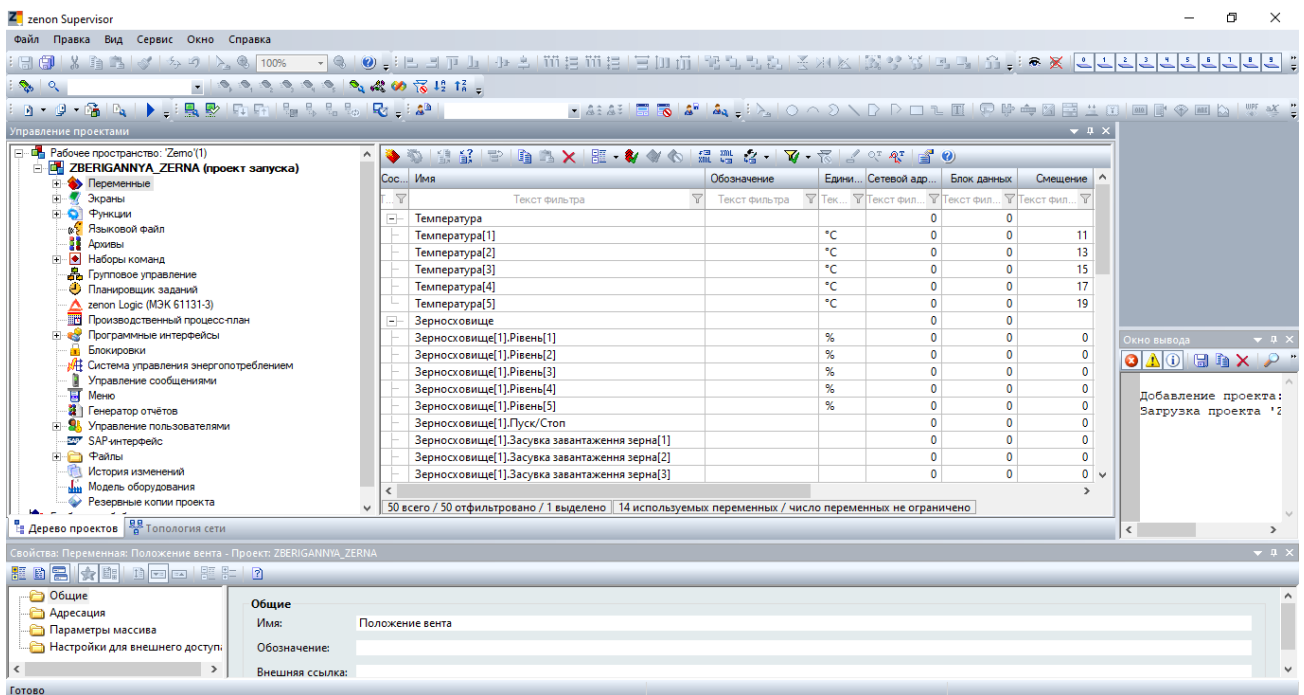 zenon Supervisor
Файл Правка Вид Сервис Окно Справка
100%
Управление проектами
Рабочее пространство: 'Zemo'(1)
ZBERIGANNYA_ZERNA (проект запуска)
Переменные
Экраны
Функции
Языковой файл
Архивы
Наборы команд
Групповое управление
Планировщик заданий
zenon Logic (МЭК 61131-3)
Производственный процесс-план
Программные интерфейсы
Блокировки
Система управления энергопотреблением
Управление сообщениями
Меню
Генератор отчётов
Управление пользователями
SAP-интерфейс
Файлы
История изменений
Модель оборудования
Резервные копии проекта
Дерево проектов Топология сети
Сос... Имя Обозначение Едини... Сетевой адр... Блок данных Смещение
Т... Текст фильтра Текст фильтра Тек... Текст фил... Текст фил... Текст фил...
Температура 0 0
Температура[1] °C 0 0 11
Температура[2] °C 0 0 13
Температура[3] °C 0 0 15
Температура[4] °C 0 0 17
Температура[5] °C 0 0 19
Зерносховище 0 0
Зерносховище[1].Рівень[1] % 0 0 0
Зерносховище[1].Рівень[2] % 0 0 0
Зерносховище[1].Рівень[3] % 0 0 0
Зерносховище[1].Рівень[4] % 0 0 0
Зерносховище[1].Рівень[5] % 0 0 0
Зерносховище[1].Пуск/Стоп 0 0 0
Зерносховище[1].Засувка завантаження зерна[1] 0 0 0
Зерносховище[1].Засувка завантаження зерна[2] 0 0 0
Зерносховище[1].Засувка завантаження зерна[3] 0 0 0
50 всего / 50 отфильтровано / 1 выделено 14 используемых переменных / число переменных не ограничено
Окно вывода
Добавление проекта:
Загрузка проекта
Свойства: Переменная: Положение вента - Проект: ZBERIGANNYA_ZERNA
Общие
Адресация
Параметры массива
Настройки для внешнего доступа
Общие
Имя: Положение вента
Обозначение:
Внешняя ссылка:
Готово